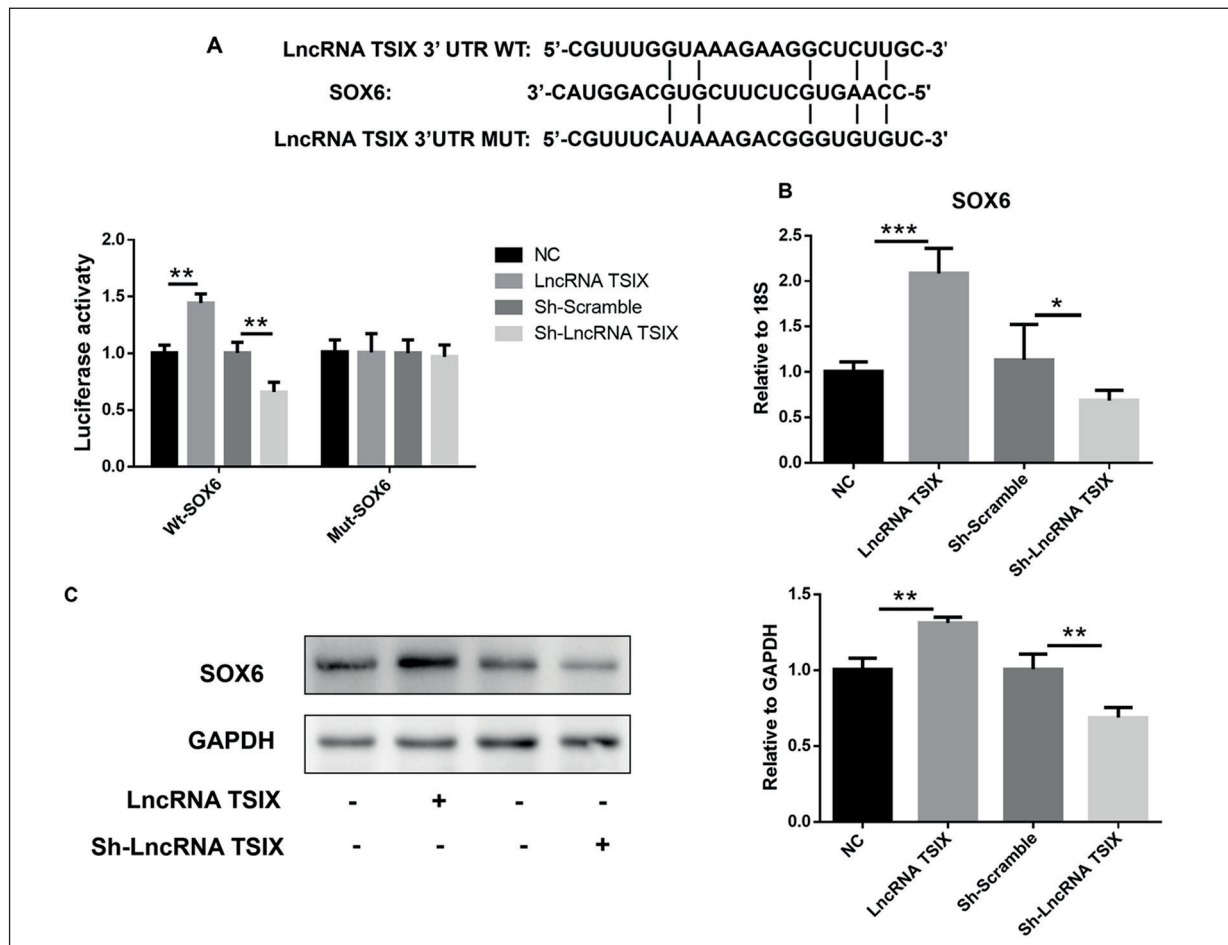 A
LncRNA TSIX 3’ UTR WT: 5’-CGUUUGGUAAAGAAGGCUCUUGC-3'
SOX6: 3’-CAUGGACGUGCUUCUCGUGAACC-5'
LncRNA TSIX 3’UTR MUT: 5’-CGUUUCAUAAAGACGGGUGUGUC-3’
Luciferase activaty
2.0
1.5
1.0
0.5
0.0
** **
Wt-SOX6 Mut-SOX6
NC
LncRNA TSIX
Sh-Scramble
Sh-LncRNA TSIX
B
SOX6
Relative to 18S
2.5
2.0
1.5
1.0
0.5
0.0
*** *
NC LncRNA TSIX Sh-Scramble Sh-LncRNA TSIX
C
SOX6
GAPDH
LncRNA TSIX - + - -
Sh-LncRNA TSIX - - - +
Relative to GAPDH
1.5
1.0
0.5
0.0
** **
NC LncRNA TSIX Sh-Scramble Sh-LncRNA TSIX